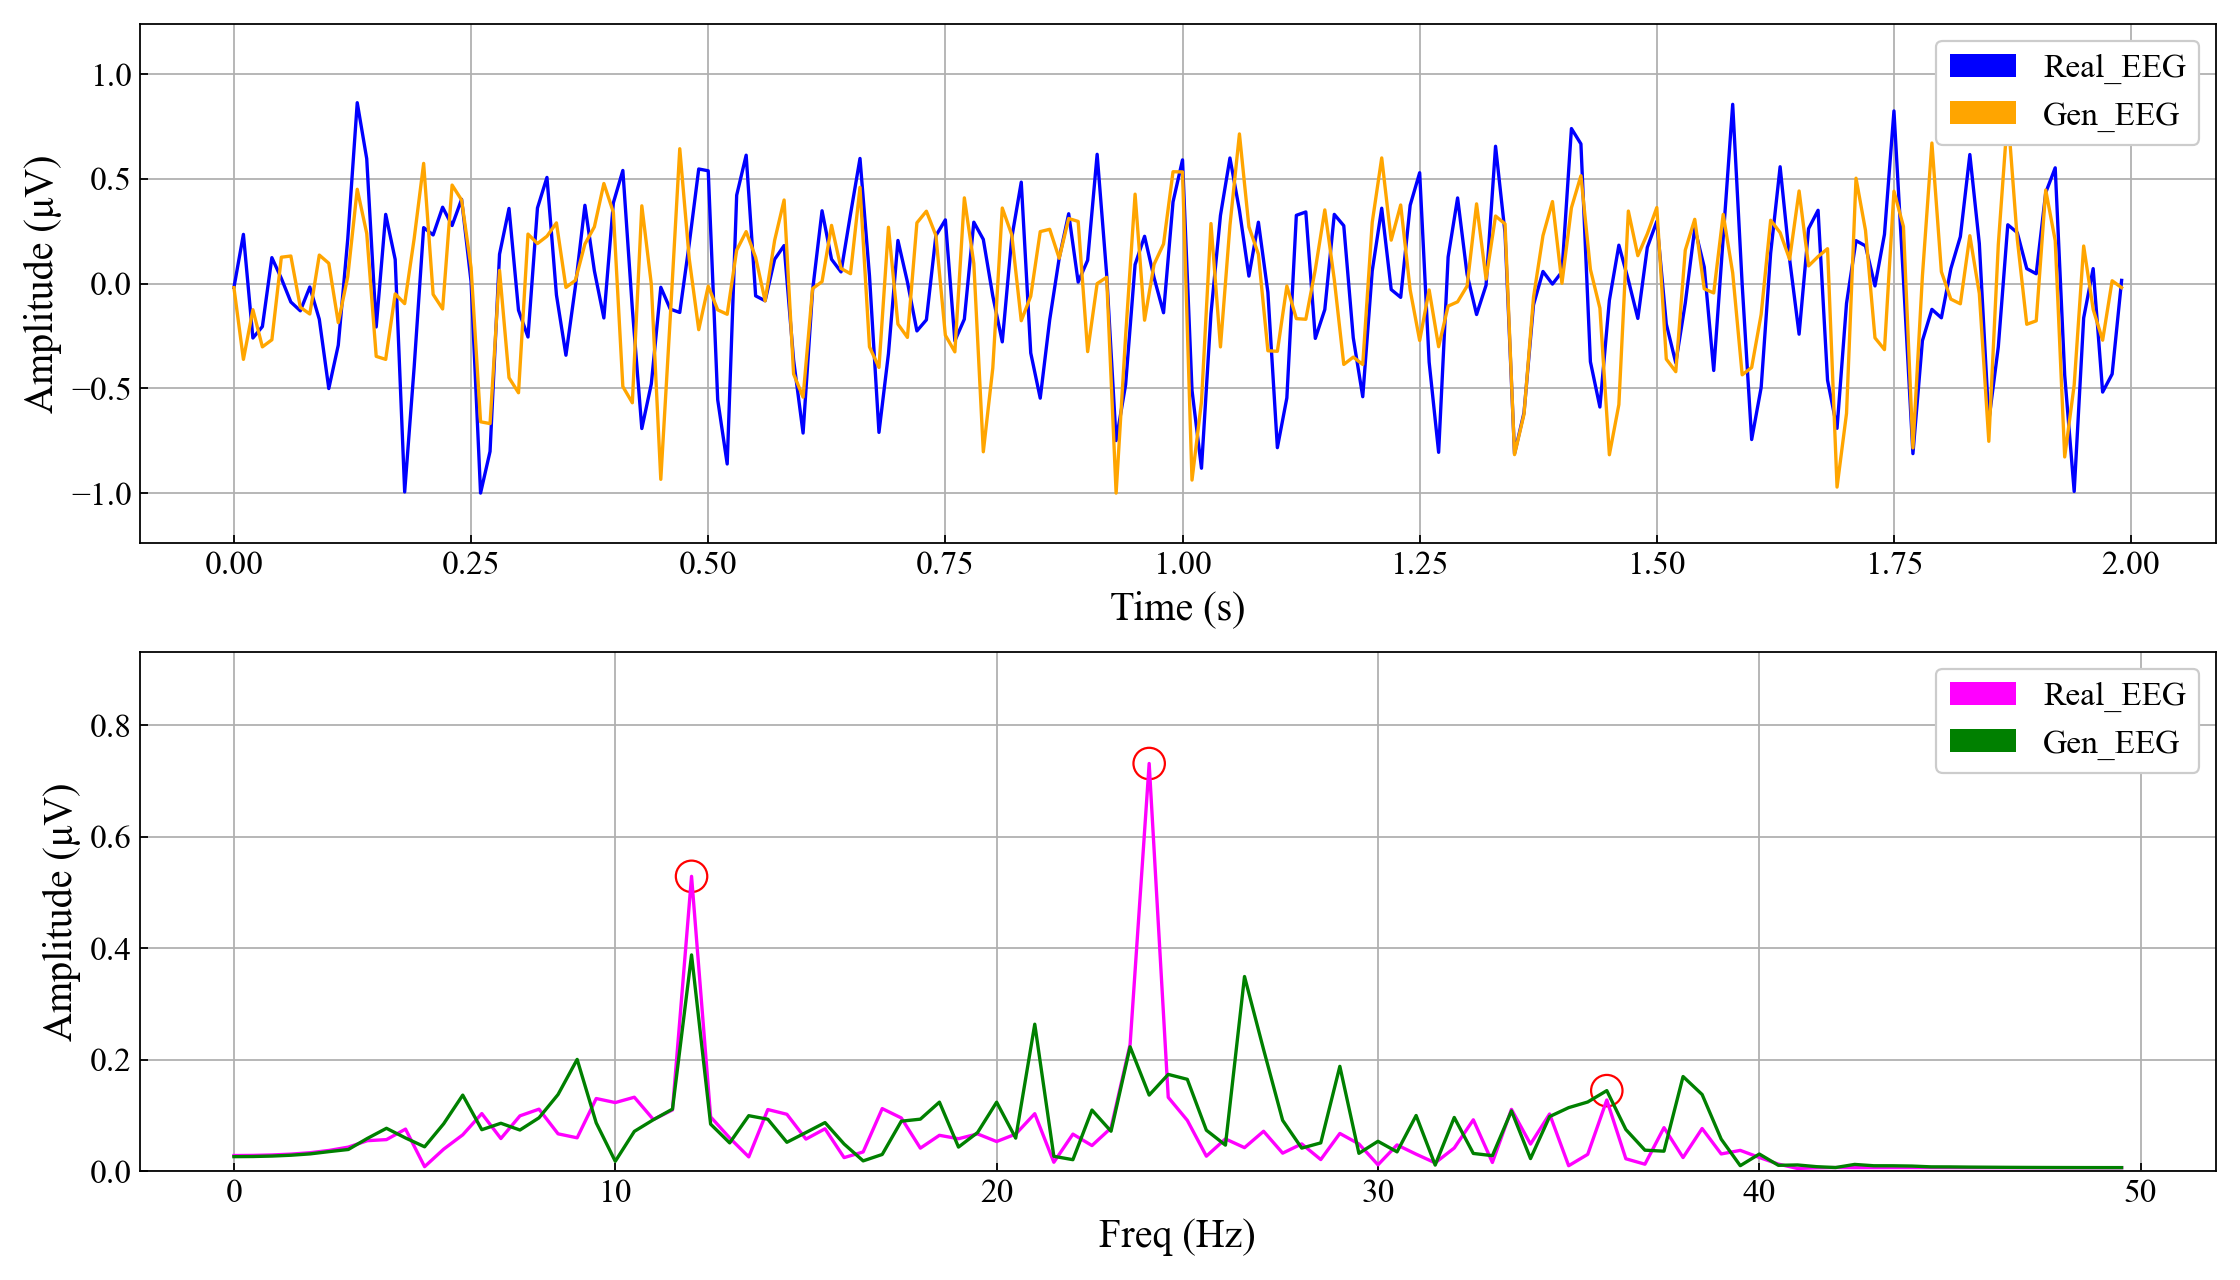 Amplitude (μV)
1.0
0.5
0.0
−0.5
−1.0
Real_EEG
Gen_EEG
0.00 0.25 0.50 0.75 1.00 1.25 1.50 1.75 2.00
Time (s)
Amplitude (μV)
0.8
0.6
0.4
0.2
0.0
Real_EEG
Gen_EEG
0 10 20 30 40 50
Freq (Hz)